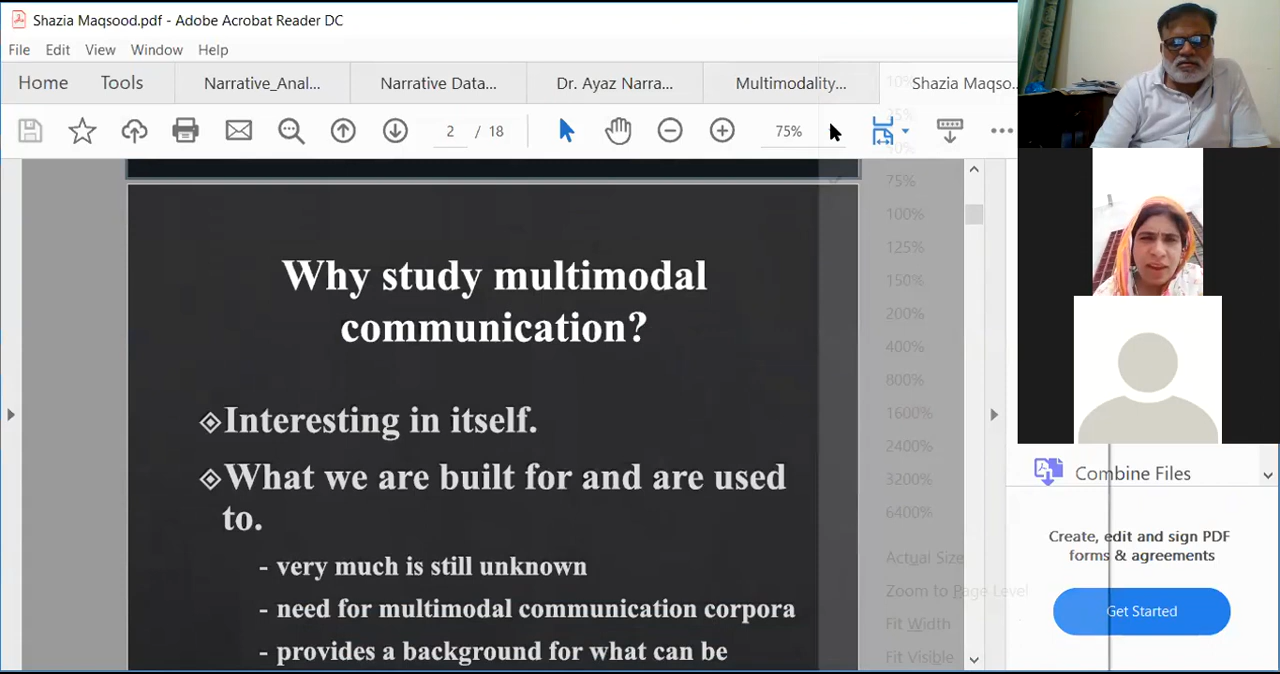 Shazia Maqsood.pdf - Adobe Acrobat Reader DC
File Edit View Window Help
Home Tools Narrative_Anal... Narrative Data... Dr. Ayaz Narra... Multimodality,... Shazia Maqso...
2 / 18 75%
Why study multimodal
communication?
Interesting in itself.
What we are built for and are used
to.
- very much is still unknown
- need for multimodal communication corpora
- provides a background for what can be
10%
75%
100%
125%
150%
200%
400%
800%
1600%
2400%
3200%
6400%
Actual Size
Zoom to Page Level
Fit Width
Fit Visible
Combine Files
Create, edit and sign PDF
forms & agreements
Get Started